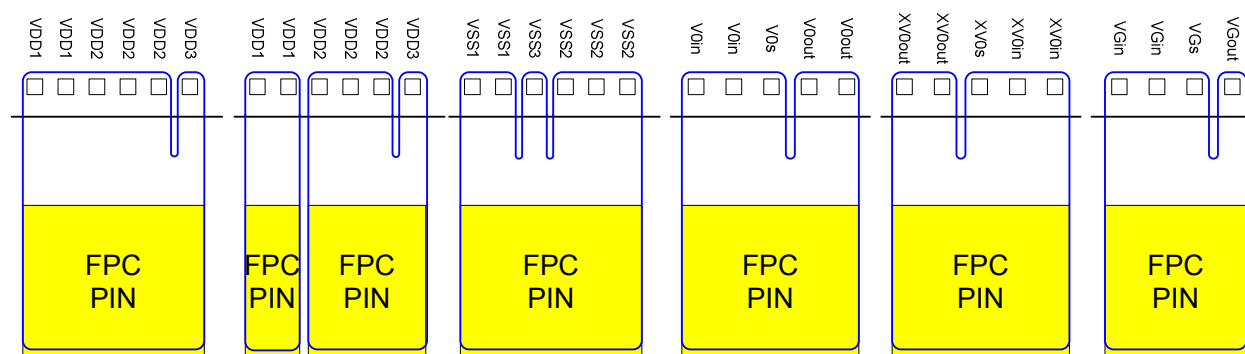 VDD1
VDD1
VDD2
VDD2
VDD2
VDD3
VDD1
VDD1
VDD2
VDD2
VDD2
VDD3
VSS1
VSS1
VSS3
VSS2
VSS2
VSS2
V0in
V0in
V0s
V0out
V0out
XV0out
XV0out
XV0s
XV0in
XV0in
VGin
VGin
VGs
VGout
FPC
PIN
FPC
PIN
FPC
PIN
FPC
PIN
FPC
PIN
FPC
PIN
FPC
PIN